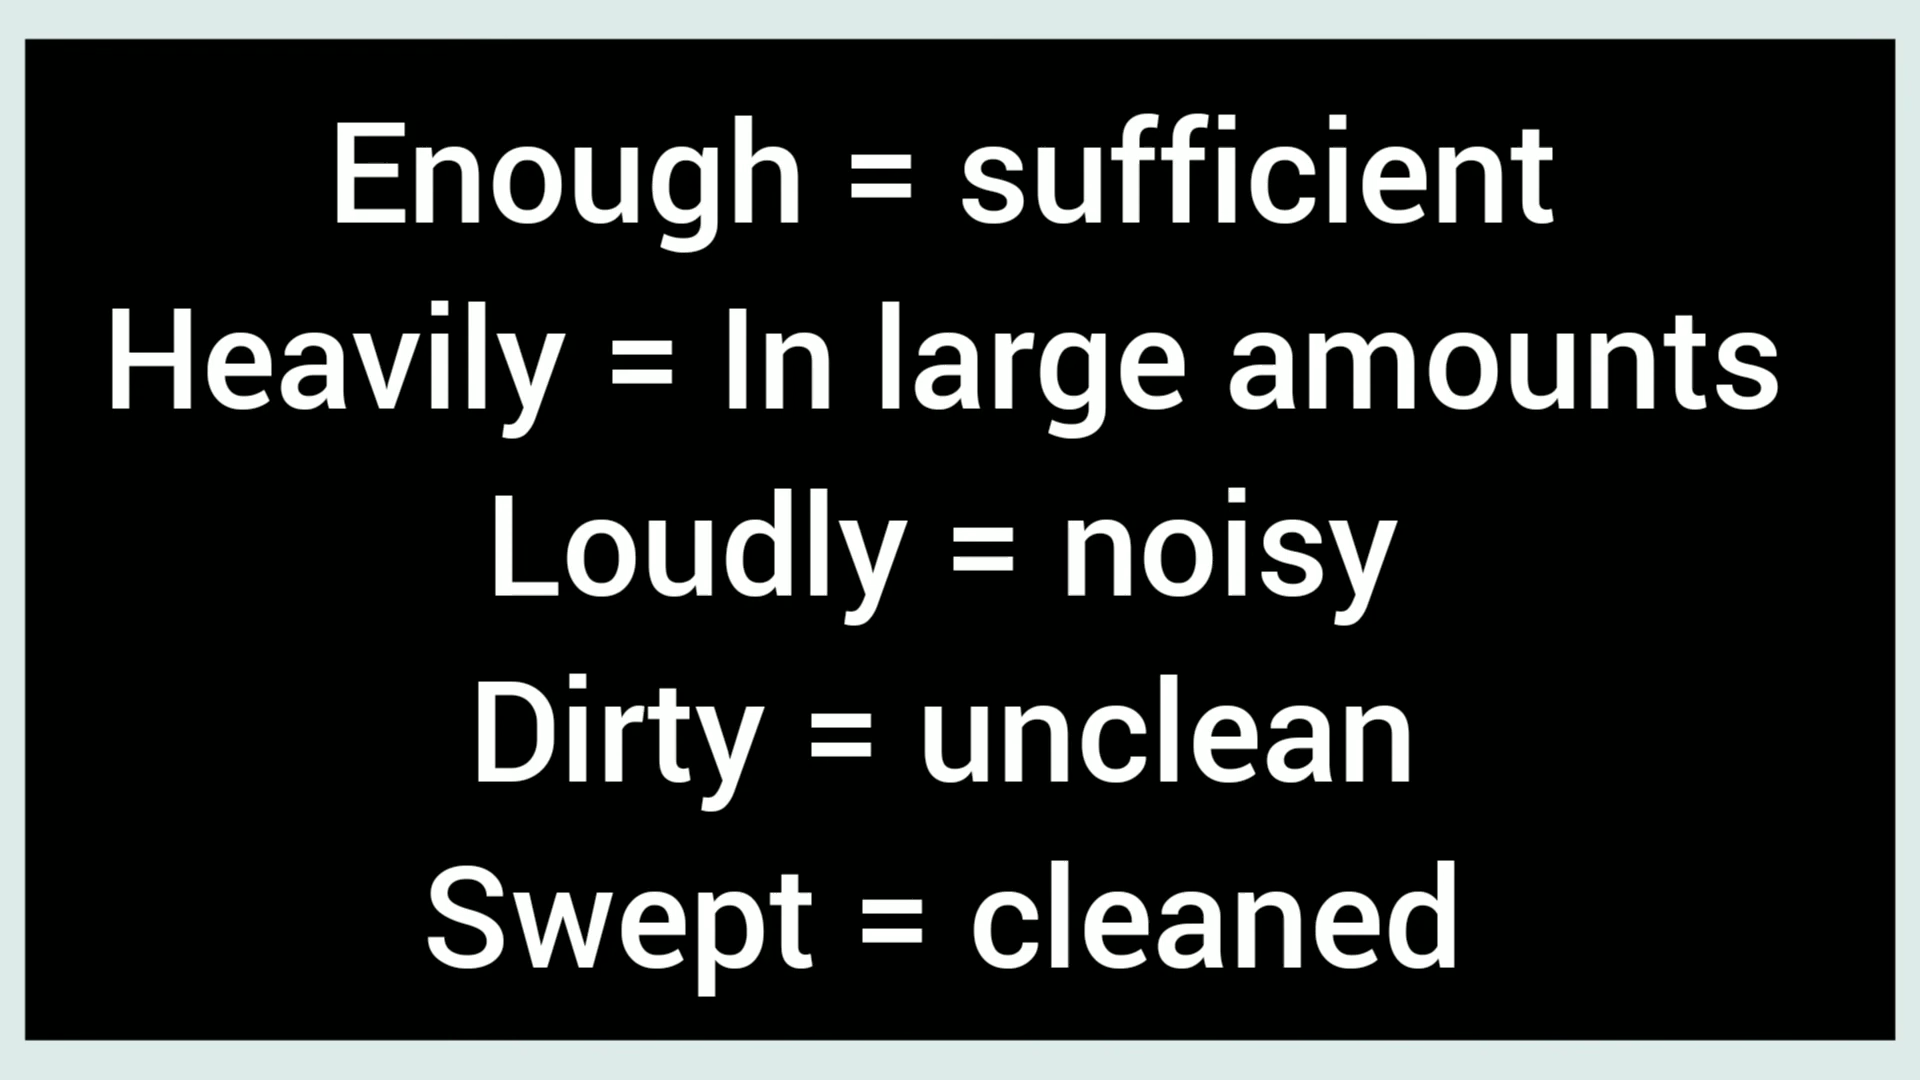 Enough = sufficient
Heavily = In large amounts
Loudly = noisy
Dirty = unclean
Swept = cleaned